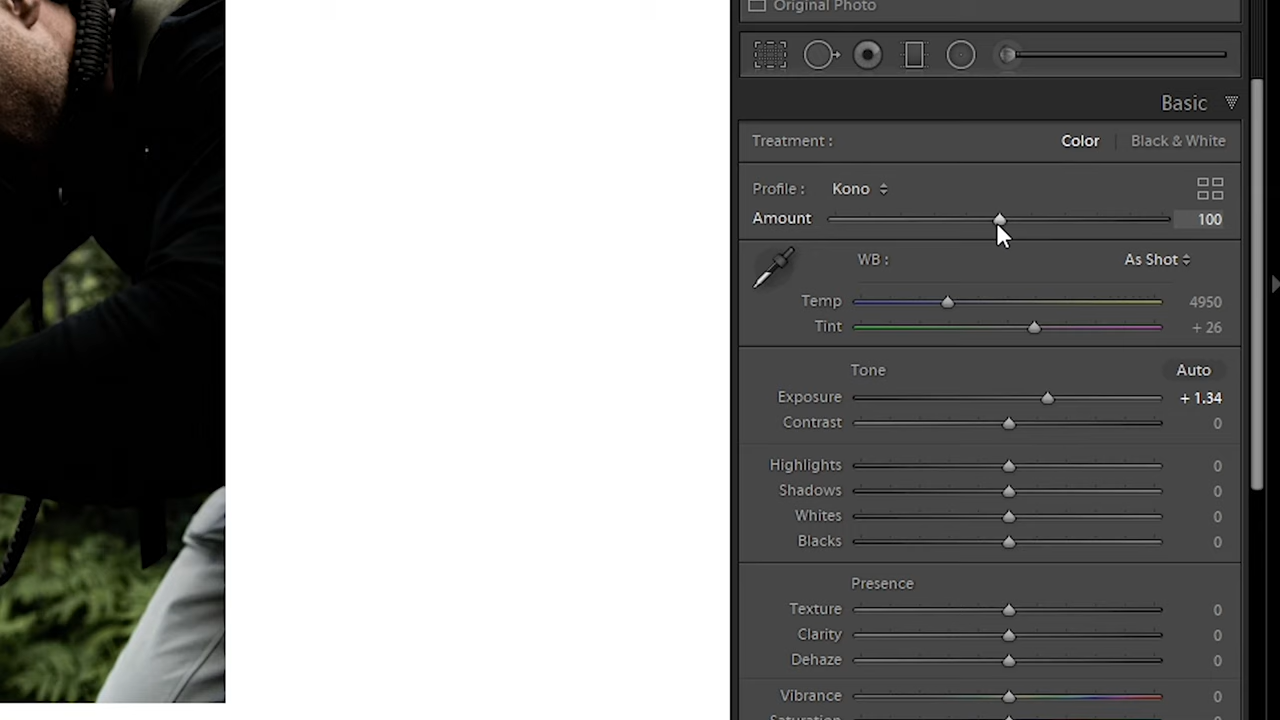 Original Photo
Basic
Treatment : Color Black & White
Profile : Kono
Amount 100
WB : As Shot
Temp 4950
Tint + 26
Tone Auto
Exposure + 1.34
Contrast 0
Highlights 0
Shadows 0
Whites 0
Blacks 0
Presence
Texture 0
Clarity 0
Dehaze 0
Vibrance 0
Saturation